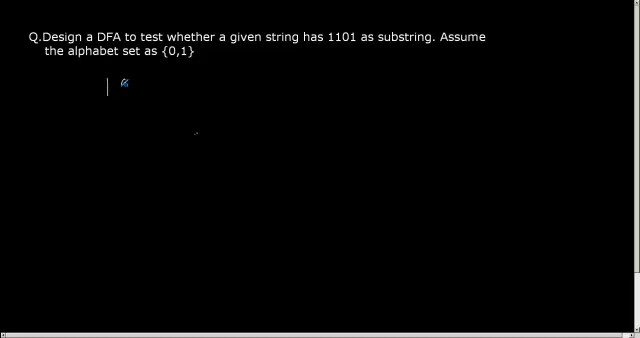 Q.Design a DFA to test whether a given string has 1101 as substring. Assume
the alphabet set as {0,1}